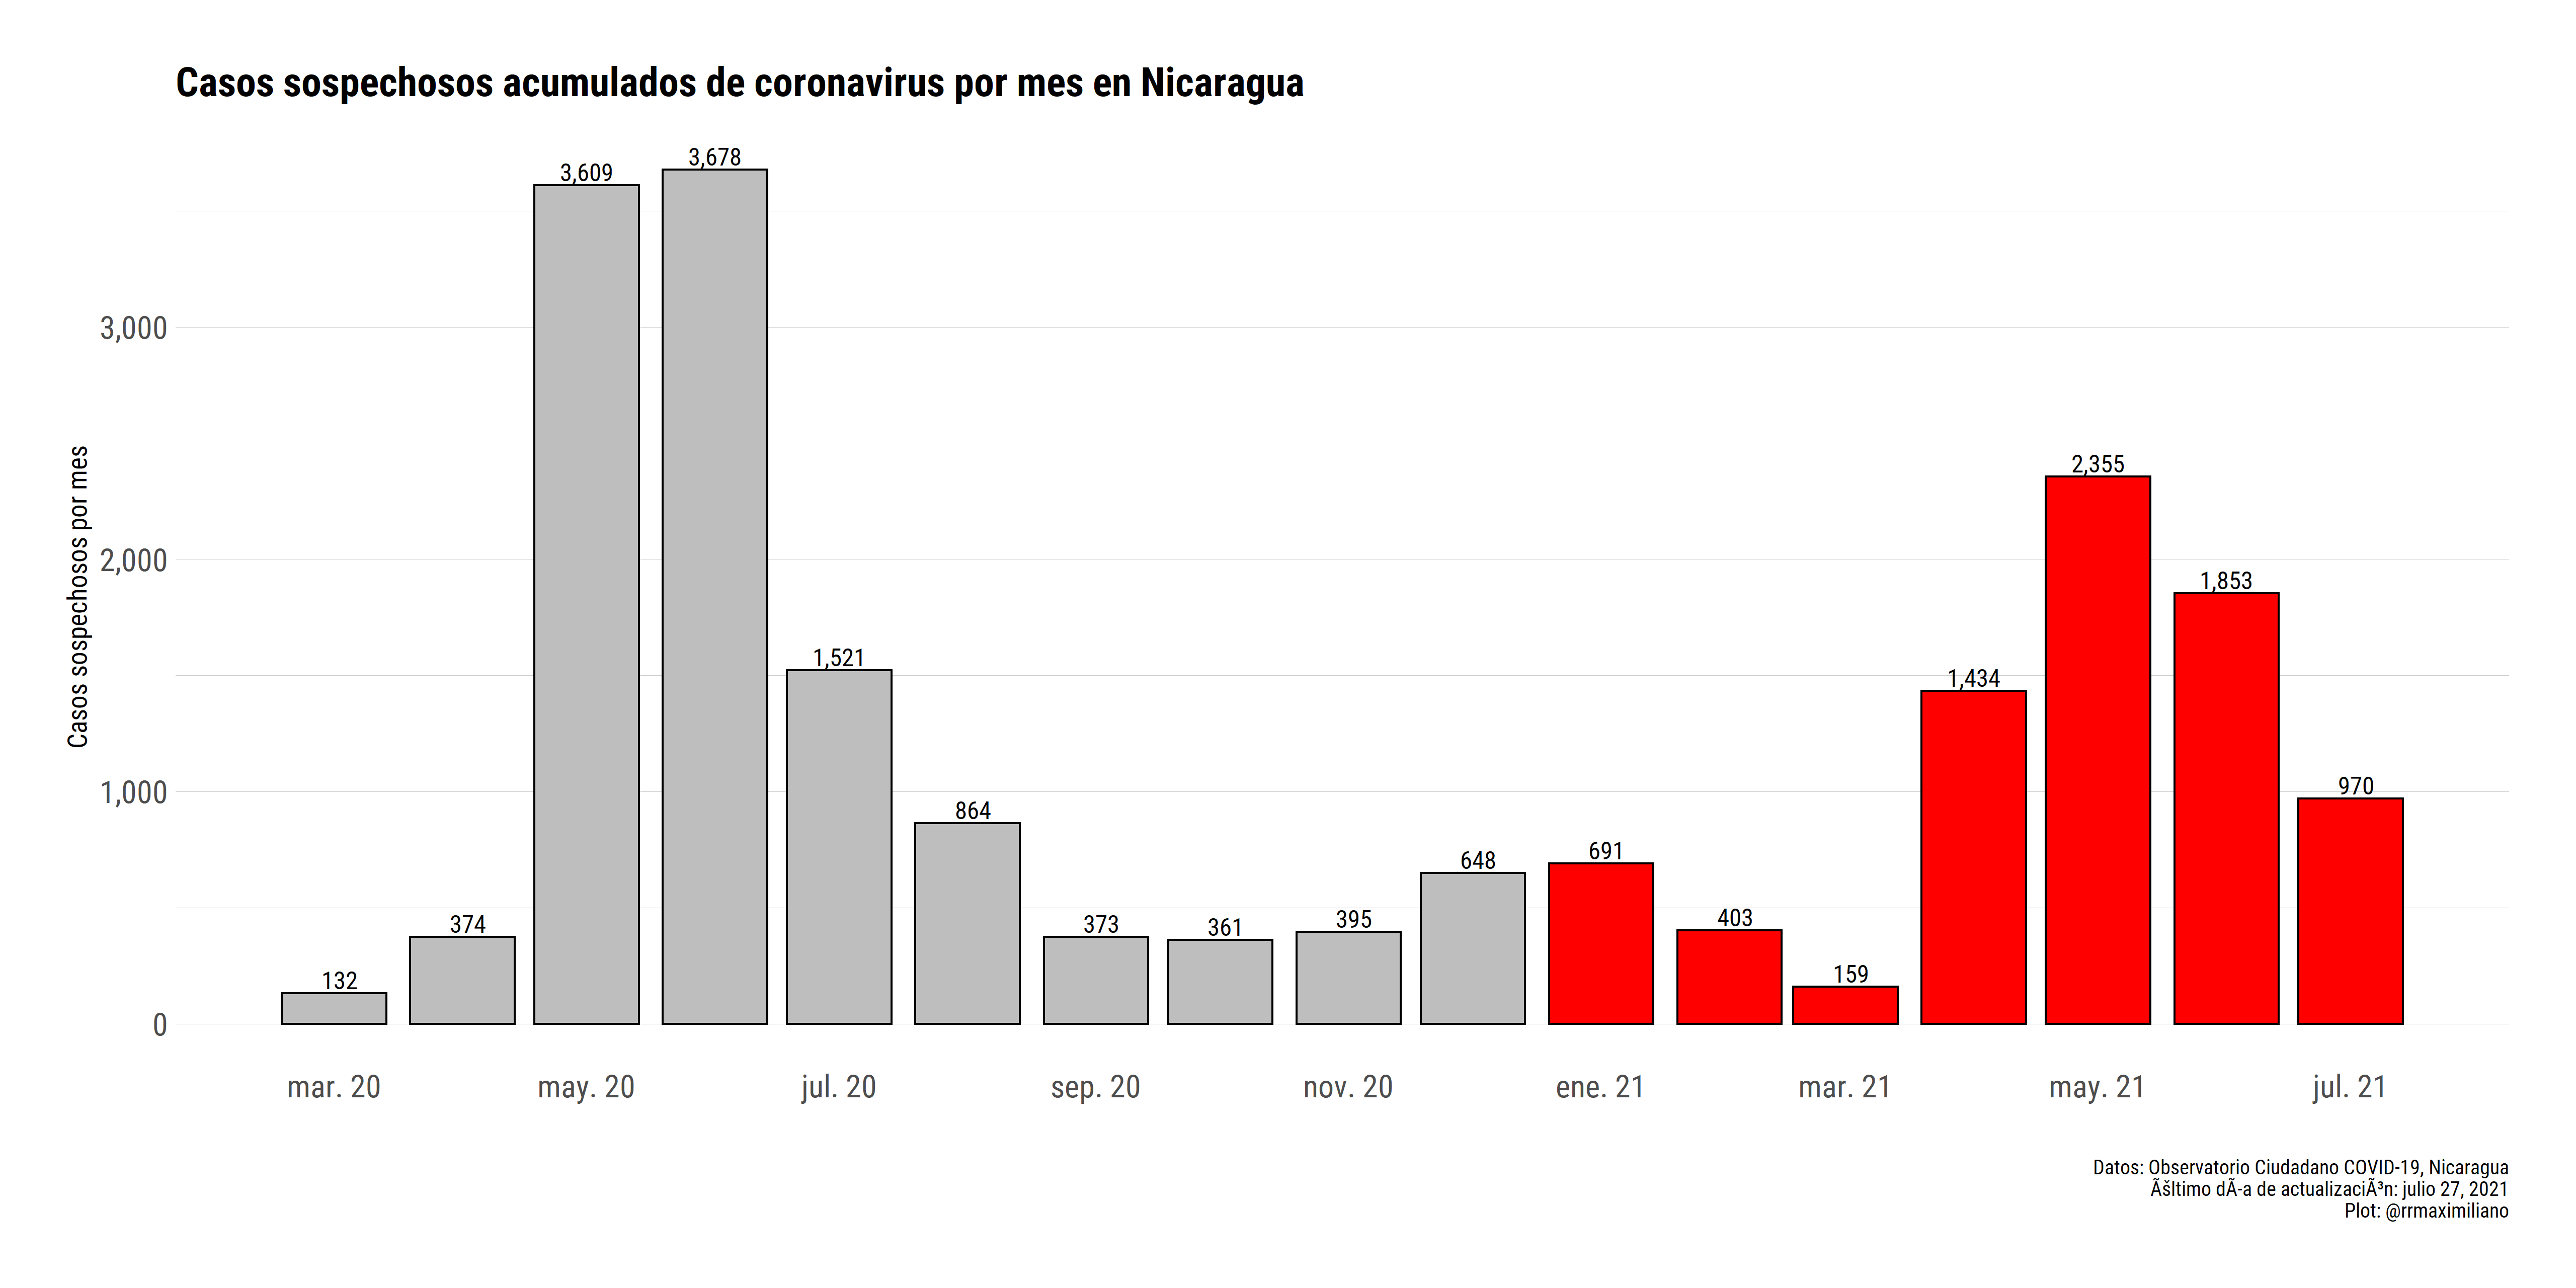 Casos sospechosos acumulados de coronavirus por mes en Nicaragua
Casos sospechosos por mes
3,000
2,000
1,000
0
132
374
3,609
3,678
1,521
864
373
361
395
648
691
403
159
1,434
2,355
1,853
970
mar. 20
may. 20
jul. 20
sep. 20
nov. 20
ene. 21
mar. 21
may. 21
jul. 21
Datos: Observatorio Ciudadano COVID-19, Nicaragua
Ãšltimo dÃ-a de actualizaciÃ³n: julio 27, 2021
Plot: @rrmaximiliano